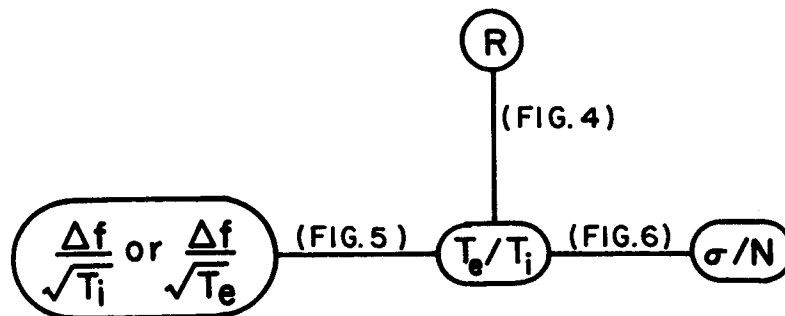 R
(FIG. 4)
Δf/√Ti or Δf/√Te (FIG. 5) Te/Ti (FIG. 6) σ/N